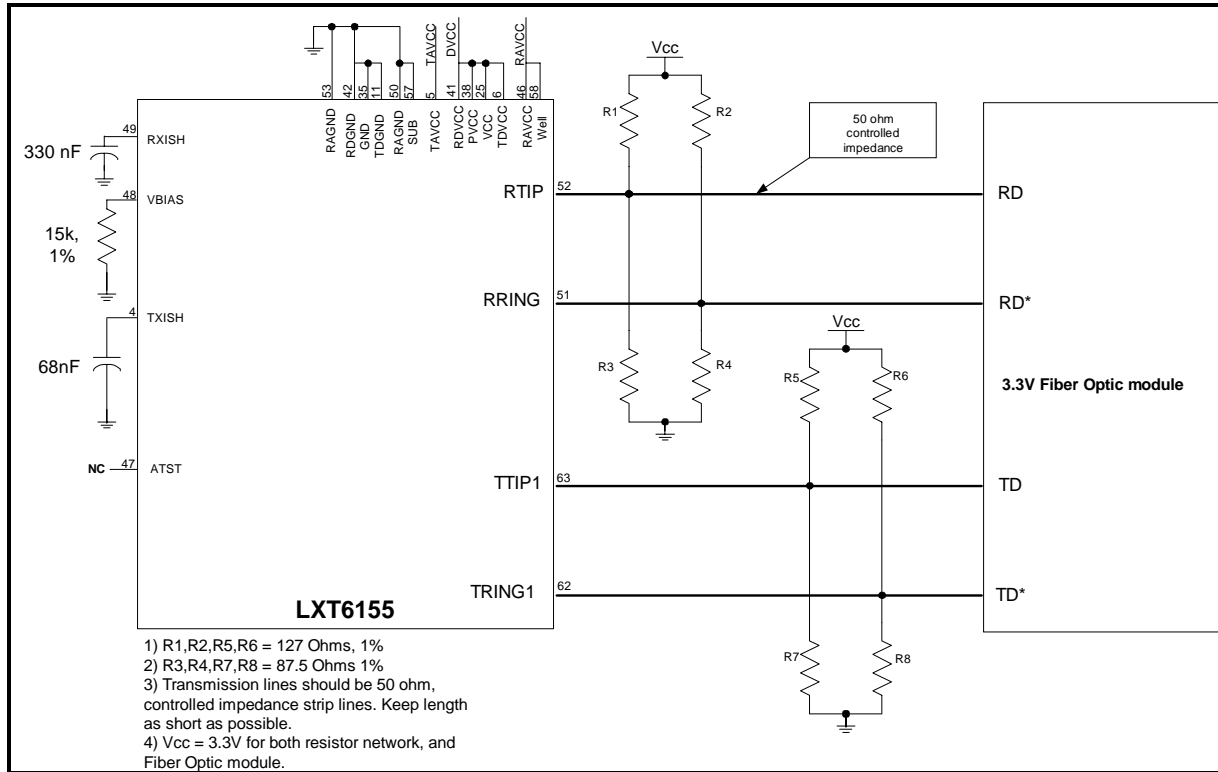 53
RAGND
42
RDGND
35
GND
11
TDGND
50
RAGND
57
SUB
TAVCC
5
TAVCC
DVCC
41
RDVCC
38
PVCC
25
VCC
6
TDVCC
RAVCC
46
RAVCC
58
Well
49
RXISH
330 nF
48
VBIAS
15k,
1%
4
TXISH
68nF
NC
47
ATST
RTIP
52
RRING
51
TTIP1
63
TRING1
62
LXT6155
Vcc
R1
R2
R3
R4
50 ohm
controlled
impedance
Vcc
R5
R6
R7
R8
RD
RD*
3.3V Fiber Optic module
TD
TD*
1) R1,R2,R5,R6 = 127 Ohms, 1%
2) R3,R4,R7,R8 = 87.5 Ohms 1%
3) Transmission lines should be 50 ohm,
controlled impedance strip lines. Keep length
as short as possible.
4) Vcc = 3.3V for both resistor network, and
Fiber Optic module.